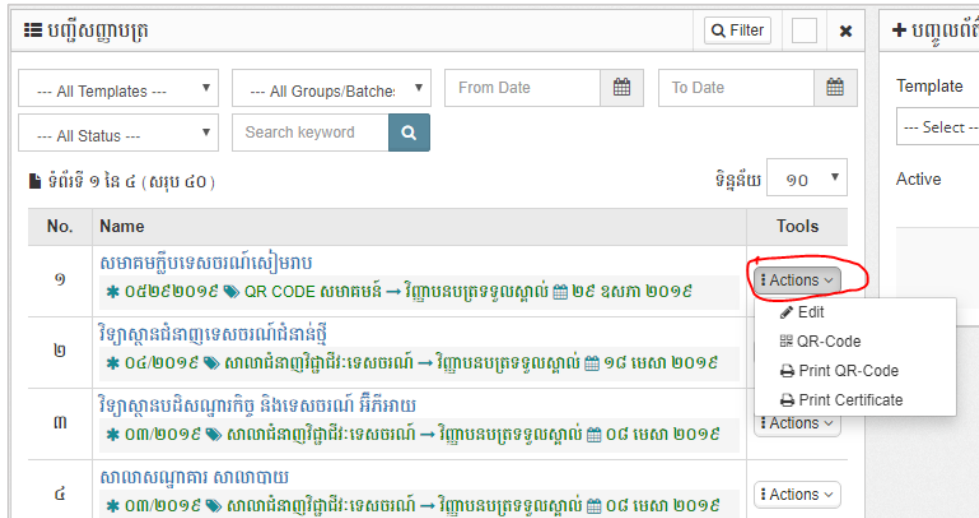 បញ្ជីសញ្ញាបត្រ
Filter
--- All Templates ---
--- All Groups/Batche
From Date
To Date
--- All Status ---
Search keyword
ទំព័រទី ១ នៃ ៤ (សរុប ៤០)
ទិន្នន័យ ១០
No. Name Tools
១
សមាគមក្លឹបទេសចរណ៍សៀមរាប
០៥២៩២០១៩ QR CODE សមាគមន៍ → វិញ្ញាបនបត្រទទួលស្គាល់ ២៩ ឧសភា ២០១៩
Actions
Edit
QR-Code
Print QR-Code
Print Certificate
២
វិទ្យាស្ថានជំនាញទេសចរណ៍ជំនាន់ថ្មី
០៤/២០១៩ សាលាជំនាញវិជ្ជាជីវៈទេសចរណ៍ → វិញ្ញាបនបត្រទទួលស្គាល់ ១៨ មេសា ២០១៩
៣
វិទ្យាស្ថានបដិសណ្ឋារកិច្ច និងទេសចរណ៍ អ៊ីភីអាយ
០៣/២០១៩ សាលាជំនាញវិជ្ជាជីវៈទេសចរណ៍ → វិញ្ញាបនបត្រទទួលស្គាល់ ០៨ មេសា ២០១៩
Actions
៤
សាលាសណ្ឋាគារ សាលាបាយ
០៣/២០១៩ សាលាជំនាញវិជ្ជាជីវៈទេសចរណ៍ → វិញ្ញាបនបត្រទទួលស្គាល់ ០៨ មេសា ២០១៩
Actions
បញ្ចូលព័ត៌
Template
--- Select --
Active